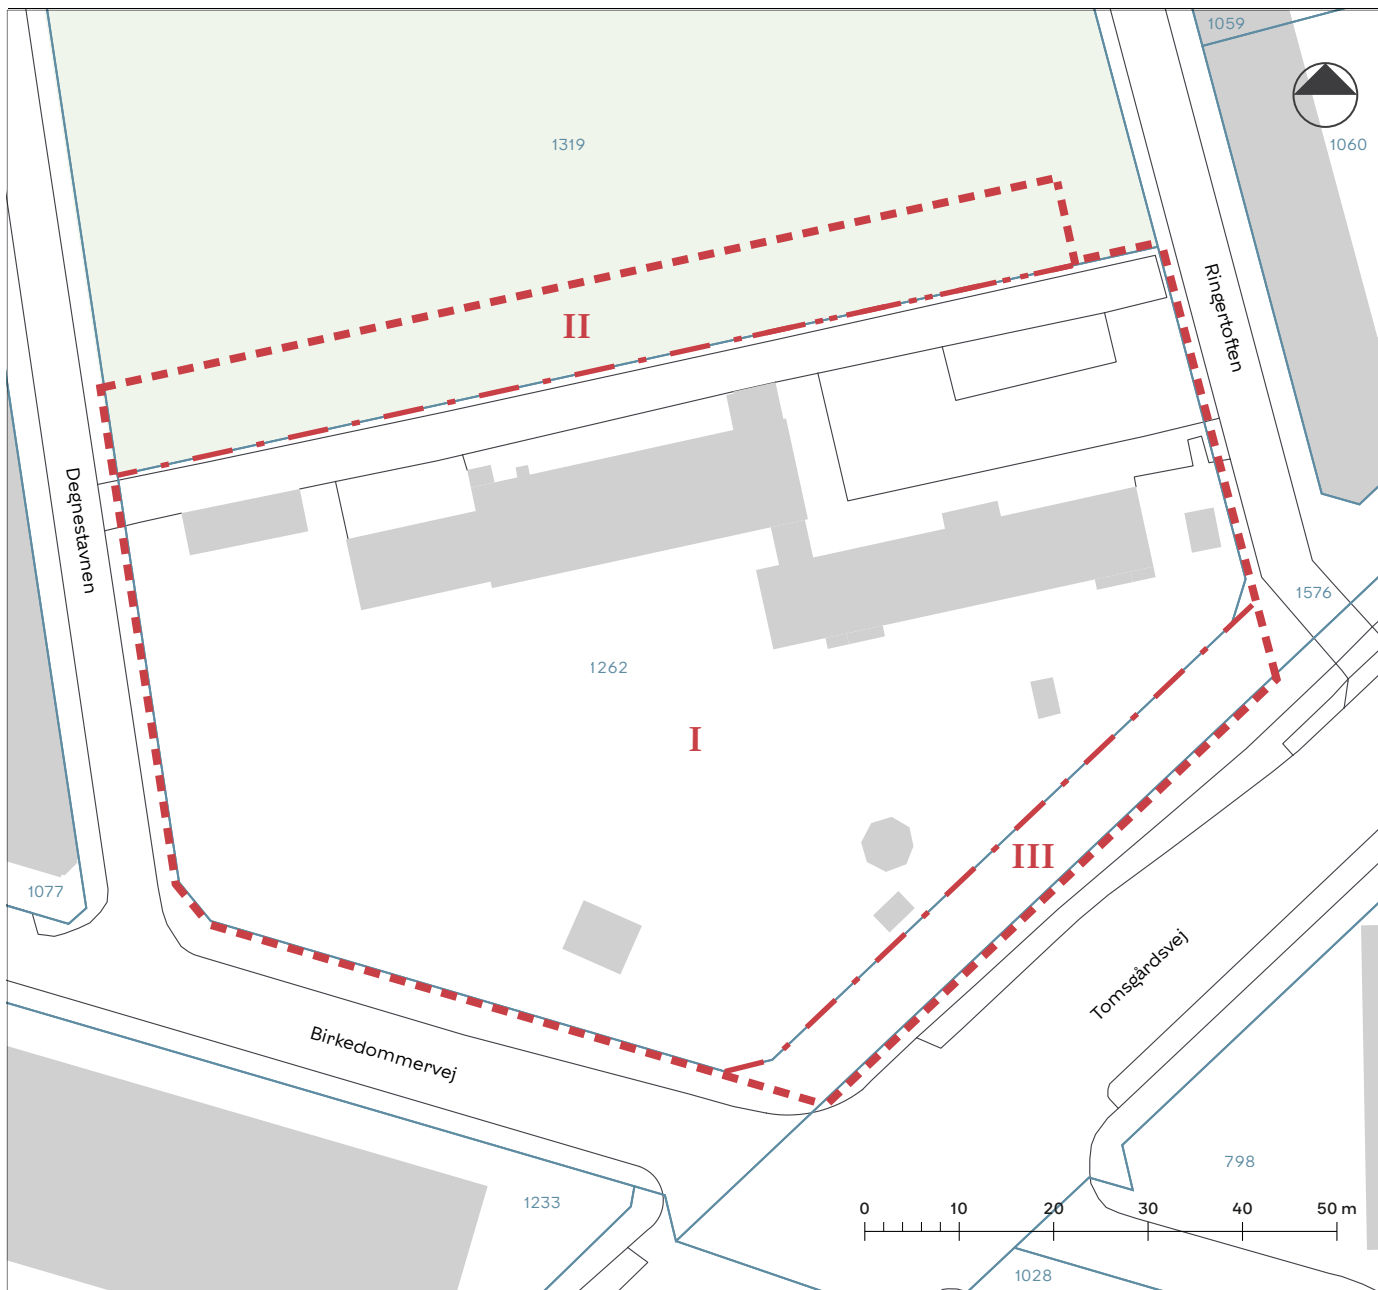 1059
1319
1060
Ringertoften
II
Degnestavnen
1576
1262
I
III
1077
Tomsgårdsvej
Birkedommervej
798
1233
0 10 20 30 40 50 m
1028